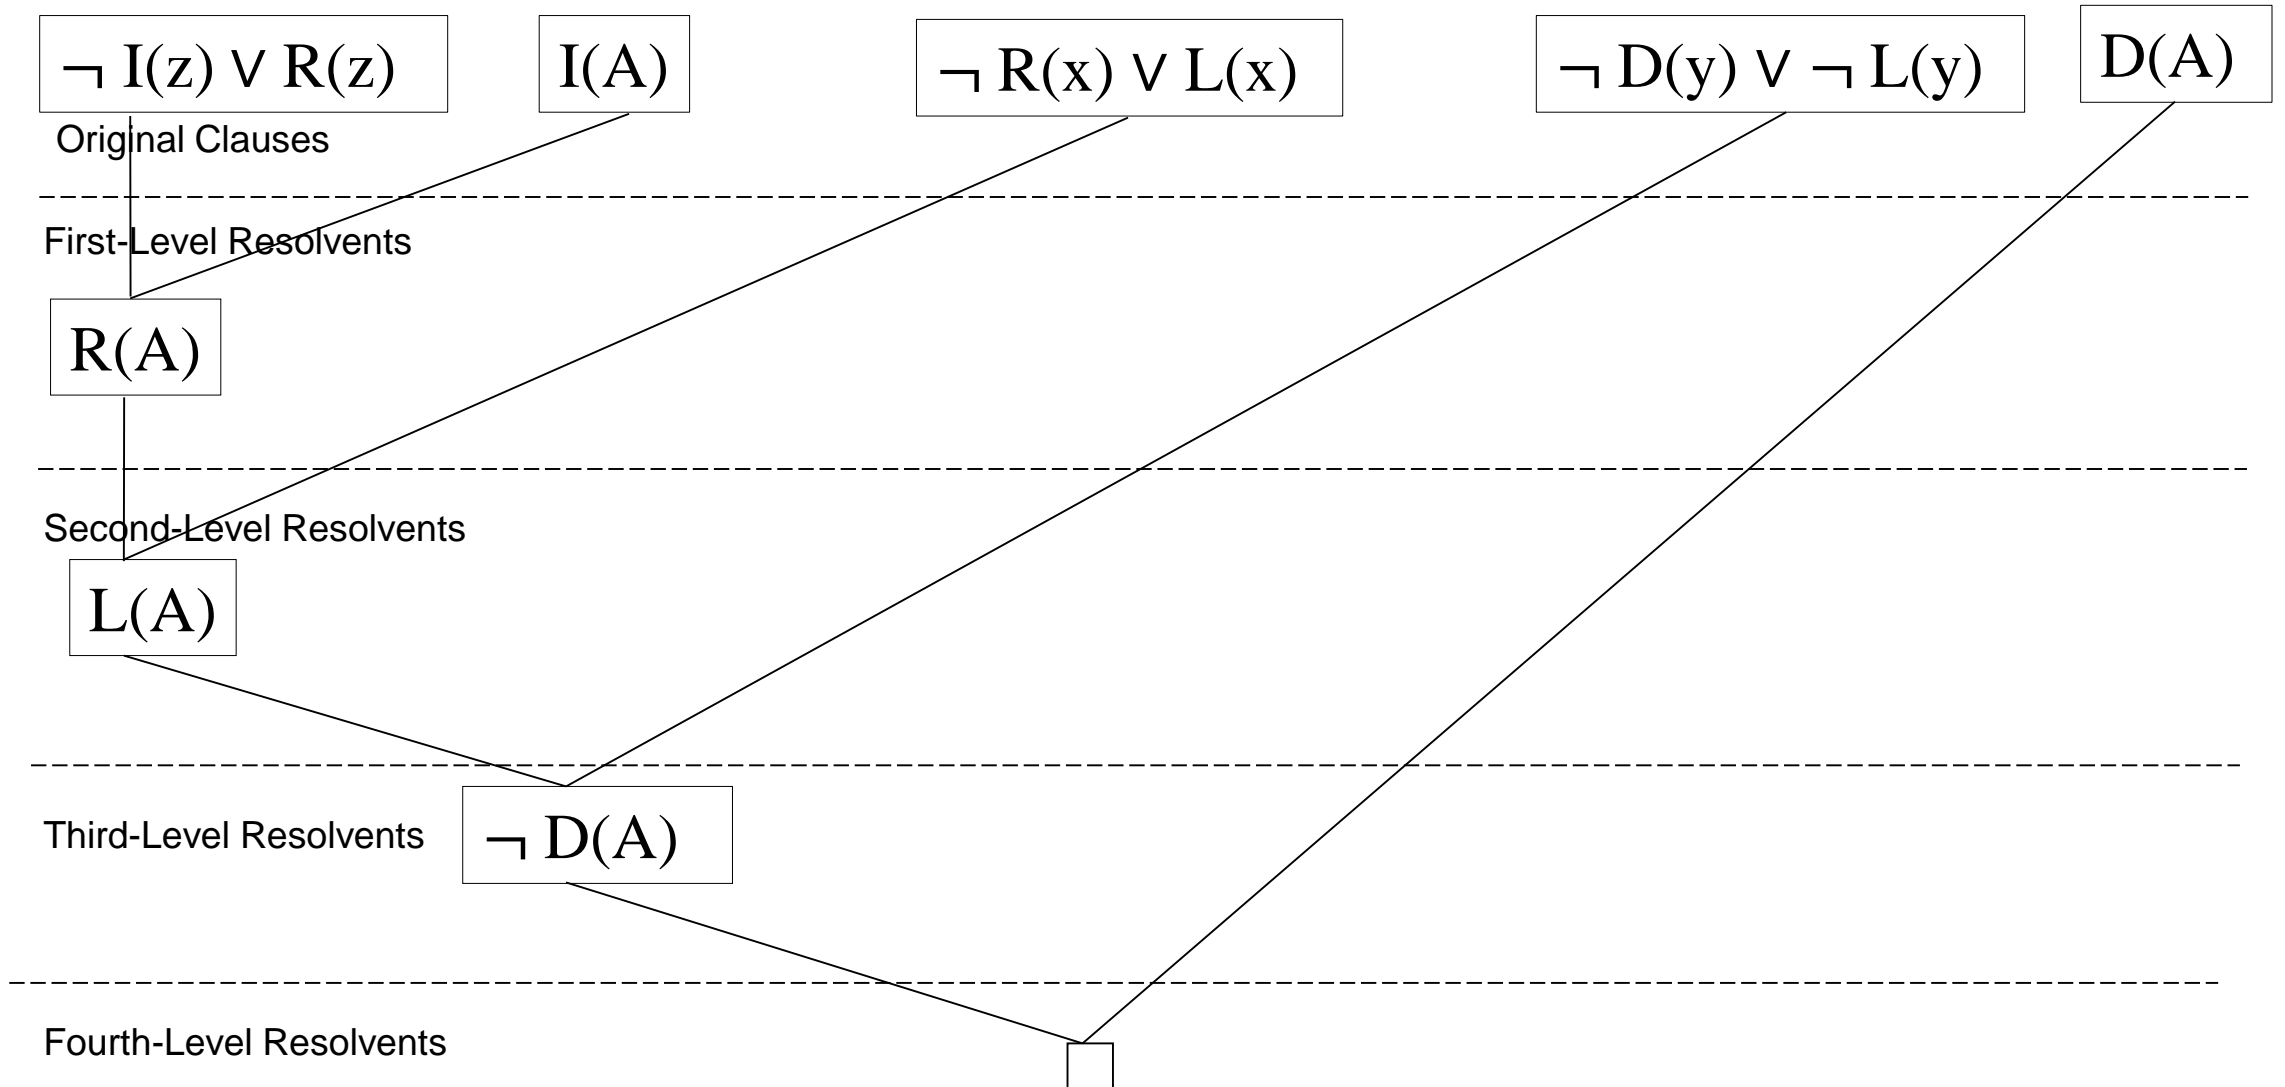 ¬ I(z) ∨ R(z)
I(A)
¬ R(x) ∨ L(x)
¬ D(y) ∨ ¬ L(y)
D(A)
Original Clauses
First-Level Resolvents
R(A)
Second-Level Resolvents
L(A)
Third-Level Resolvents
¬ D(A)
Fourth-Level Resolvents